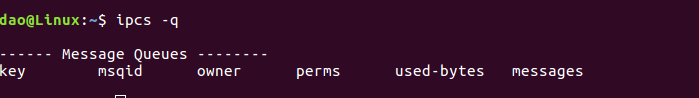 dao@Linux:~$ ipcs -q
------ Message Queues --------
key        msqid      owner      perms      used-bytes   messages